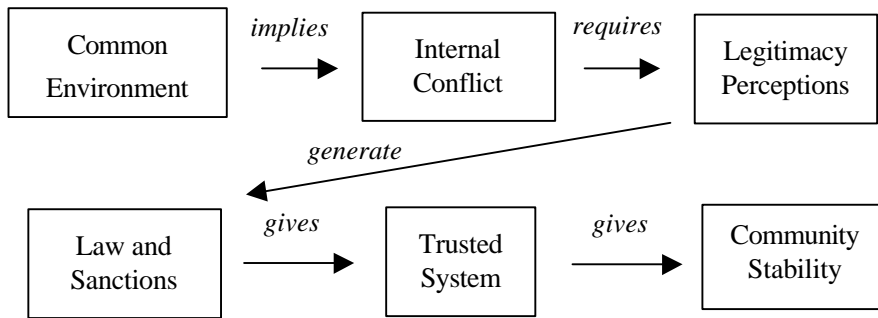 Common
Environment
implies
Internal
Conflict
requires
Legitimacy
Perceptions
generate
Law and
Sanctions
gives
Trusted
System
gives
Community
Stability